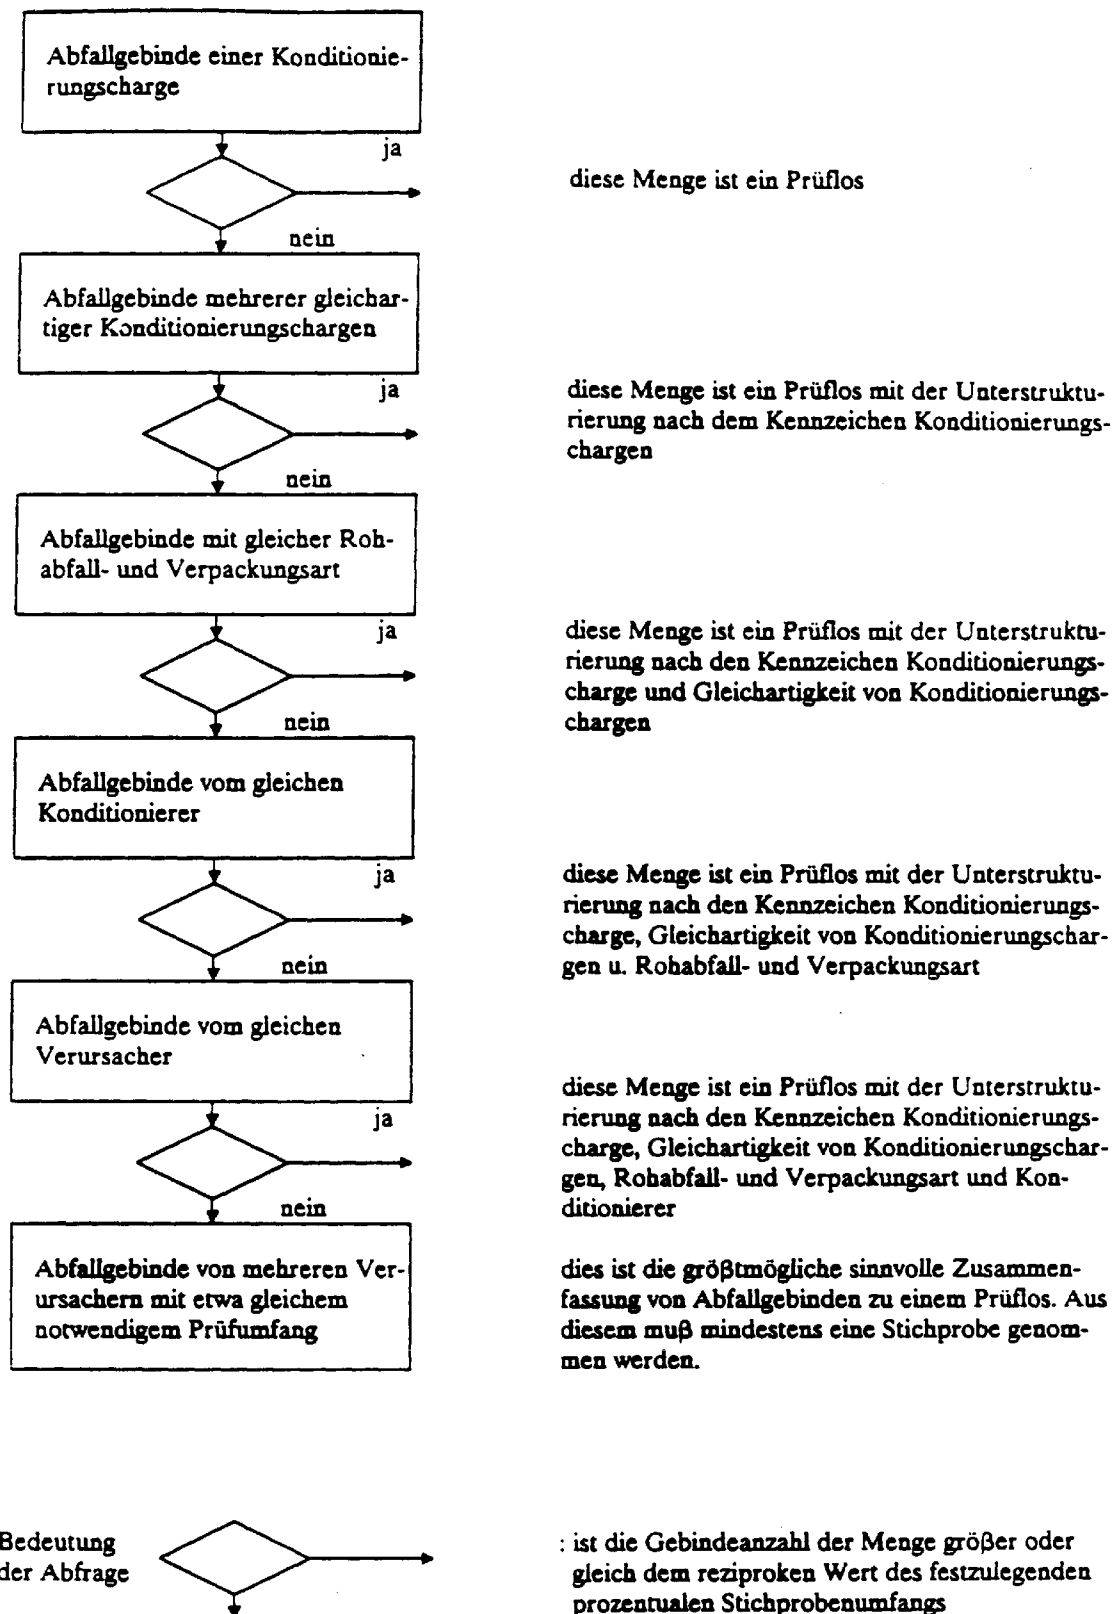 Abfallgebinde einer Konditionie-
rungscharge
ja
diese Menge ist ein Prüflos
nein
Abfallgebinde mehrerer gleichar-
tiger Konditionierungschargen
ja
diese Menge ist ein Prüflos mit der Unterstruktu-
rierung nach dem Kennzeichen Konditionierungs-
chargen
nein
Abfallgebinde mit gleicher Roh-
abfall- und Verpackungsart
ja
diese Menge ist ein Prüflos mit der Unterstruktu-
rierung nach den Kennzeichen Konditionierungs-
charge und Gleichartigkeit von Konditionierungs-
chargen
nein
Abfallgebinde vom gleichen
Konditionierer
ja
diese Menge ist ein Prüflos mit der Unterstruktu-
rierung nach den Kennzeichen Konditionierungs-
charge, Gleichartigkeit von Konditionierungschar-
gen u. Rohabfall- und Verpackungsart
nein
Abfallgebinde vom gleichen
Verursacher
ja
diese Menge ist ein Prüflos mit der Unterstruktu-
rierung nach den Kennzeichen Konditionierungs-
charge, Gleichartigkeit von Konditionierungschar-
gen, Rohabfall- und Verpackungsart und Kon-
ditionierer
nein
Abfallgebinde von mehreren Ver-
ursachern mit etwa gleichem
notwendigem Prüfumfang
dies ist die größtmögliche sinnvolle Zusammen-
fassung von Abfallgebinden zu einem Prüflos. Aus
diesem muß mindestens eine Stichprobe genom-
men werden.
Bedeutung
der Abfrage
: ist die Gebindeanzahl der Menge größer oder
gleich dem reziproken Wert des festzulegenden
prozentualen Stichprobenumfangs